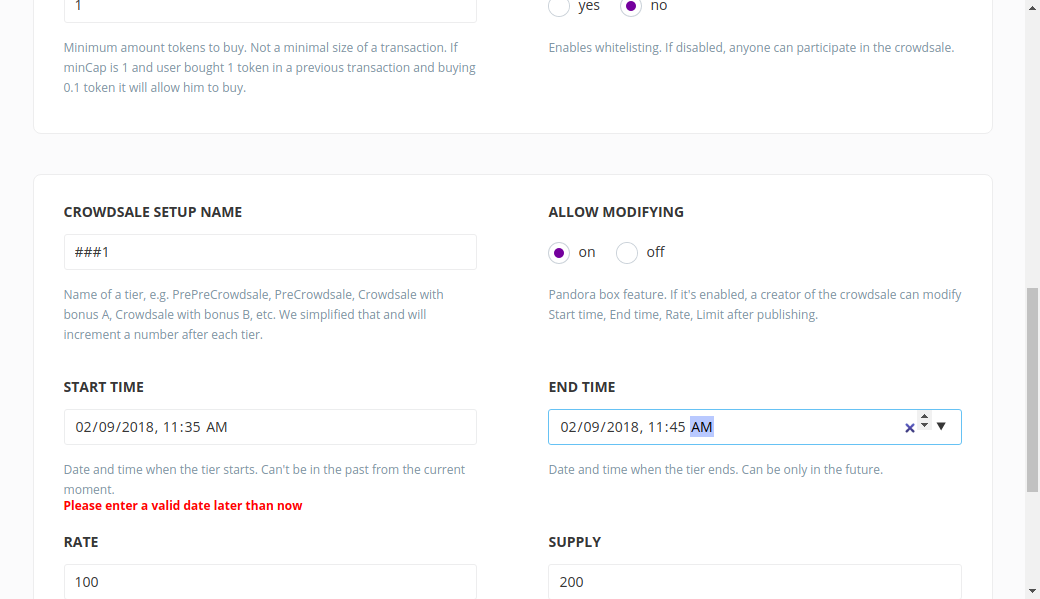 1
yes no
Minimum amount tokens to buy. Not a minimal size of a transaction. If
minCap is 1 and user bought 1 token in a previous transaction and buying
0.1 token it will allow him to buy.
Enables whitelisting. If disabled, anyone can participate in the crowdsale.
CROWDSALE SETUP NAME
###1
Name of a tier, e.g. PrePreCrowdsale, PreCrowdsale, Crowdsale with
bonus A, Crowdsale with bonus B, etc. We simplified that and will
increment a number after each tier.
ALLOW MODIFYING
on off
Pandora box feature. If it's enabled, a creator of the crowdsale can modify
Start time, End time, Rate, Limit after publishing.
START TIME
02/09/2018, 11:35 AM
Date and time when the tier starts. Can't be in the past from the current
moment.
Please enter a valid date later than now
END TIME
02/09/2018, 11:45 AM
Date and time when the tier ends. Can be only in the future.
RATE
100
SUPPLY
200